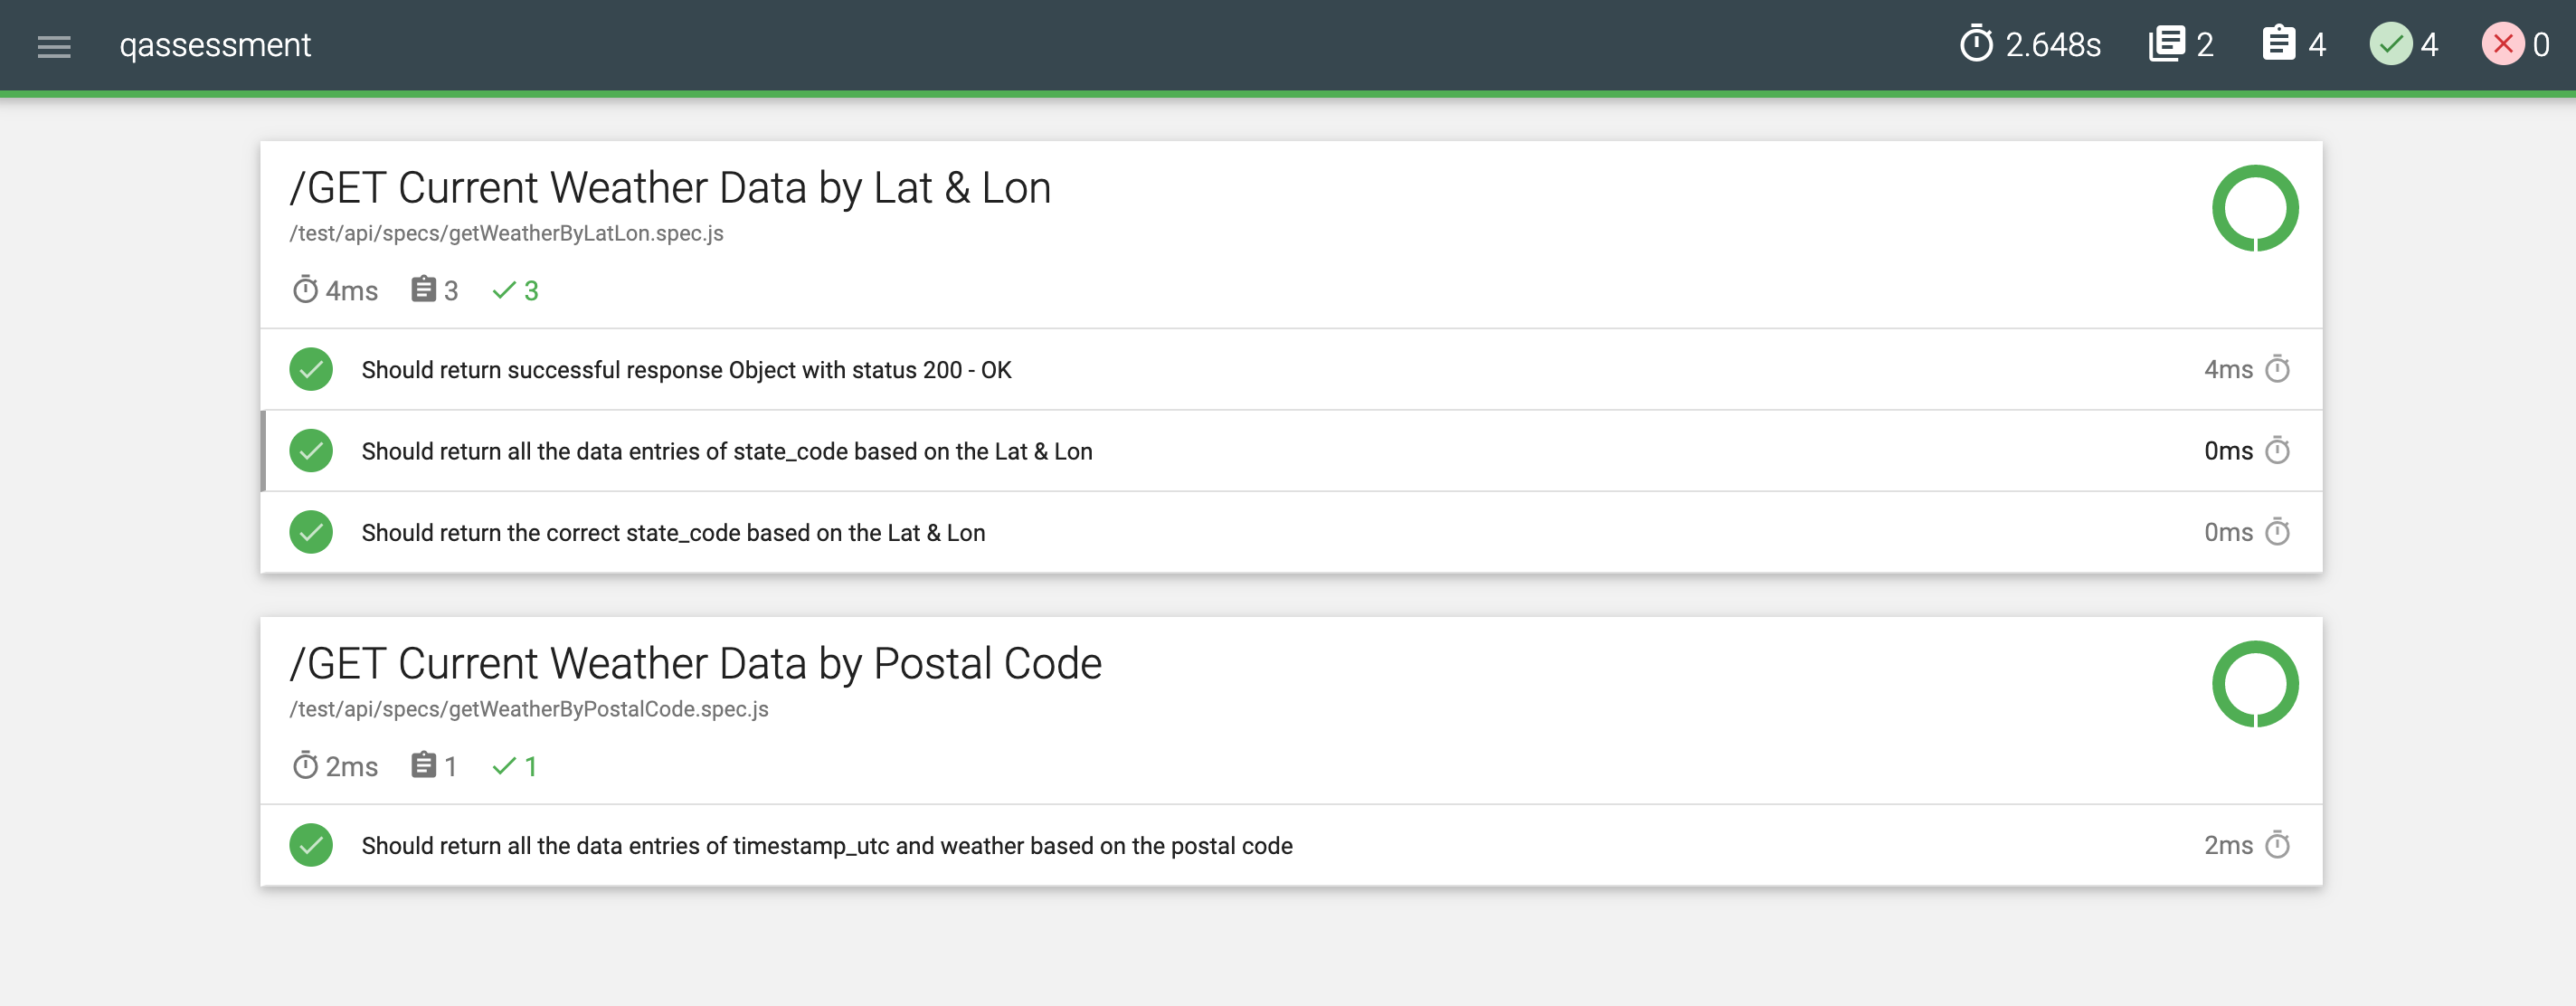 qassessment
2.648s 2 4 4 0
/GET Current Weather Data by Lat & Lon
/test/api/specs/getWeatherByLatLon.spec.js
4ms 3 3
Should return successful response Object with status 200 - OK 4ms
Should return all the data entries of state_code based on the Lat & Lon 0ms
Should return the correct state_code based on the Lat & Lon 0ms
/GET Current Weather Data by Postal Code
/test/api/specs/getWeatherByPostalCode.spec.js
2ms 1 1
Should return all the data entries of timestamp_utc and weather based on the postal code 2ms